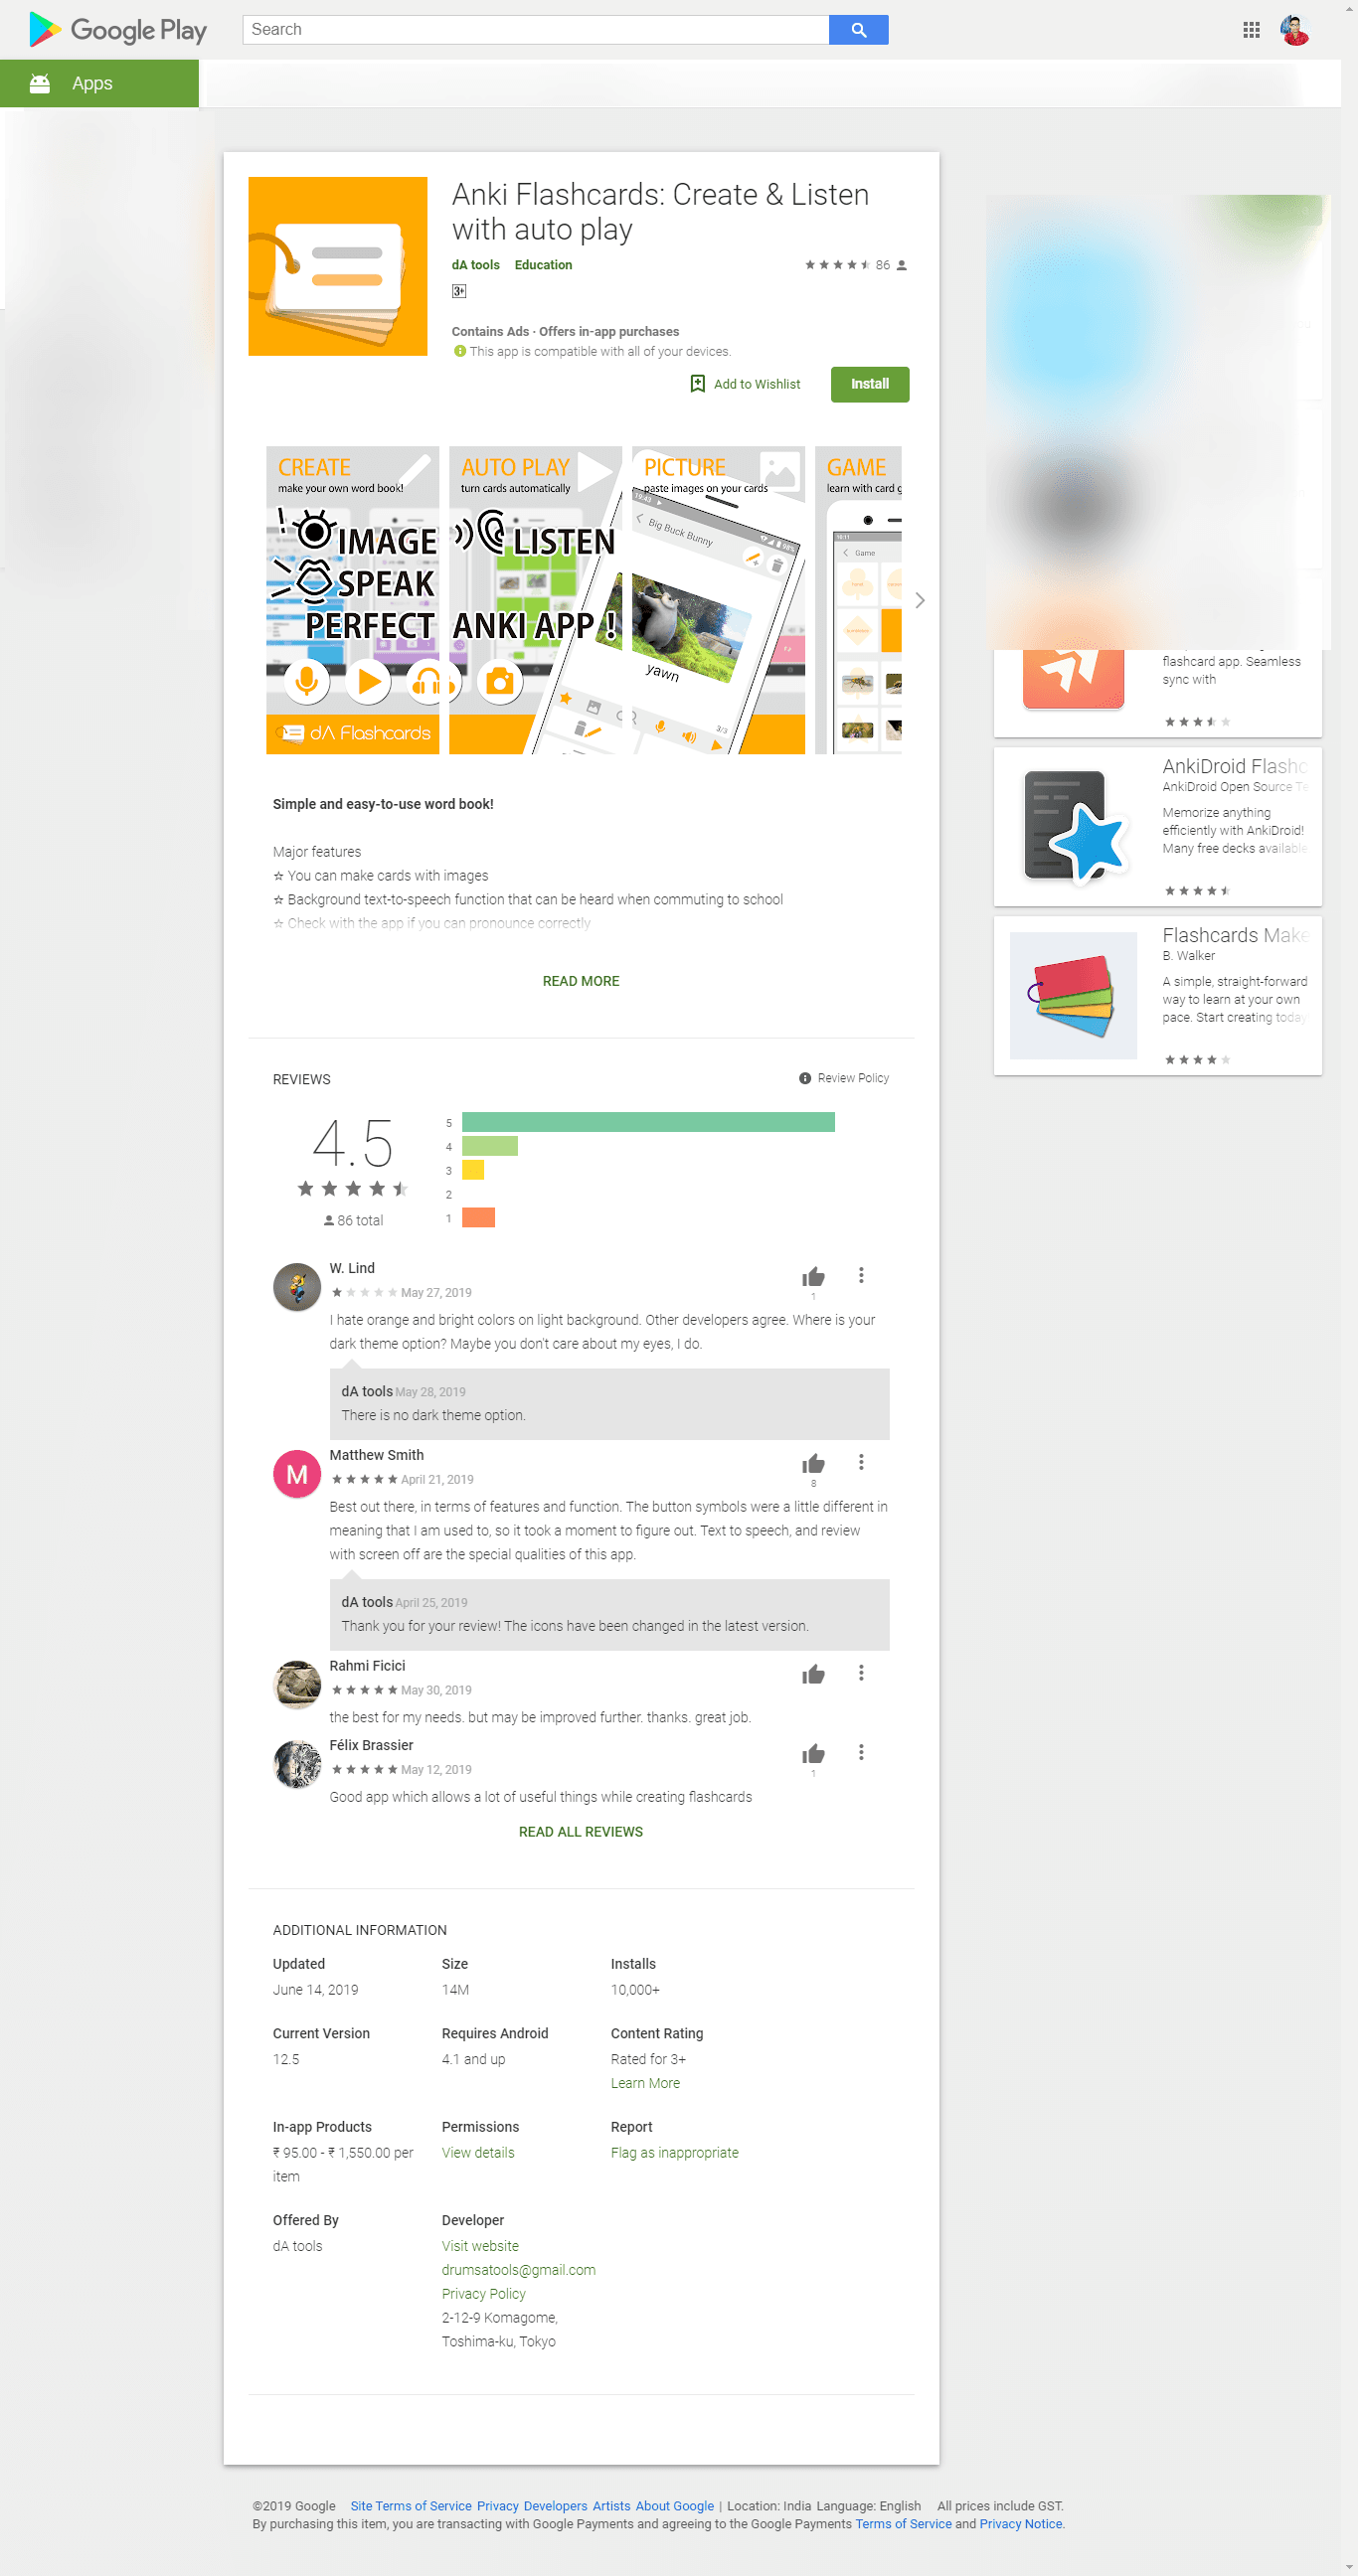 Google Play
Search
Apps
Anki Flashcards: Create & Listen
with auto play
dA tools Education
86
3+
Contains Ads · Offers in-app purchases
This app is compatible with all of your devices.
Add to Wishlist
Install
CREATE
make your own word book!
IMAGE
SPEAK
PERFECT
dA Flashcards
AUTO PLAY
turn cards automatically
LISTEN
ANKI APP !
PICTURE
paste images on your cards
19:43
98%
Big Buck Bunny
yawn
3/3
GAME
learn with card g
10:11
Game
flashcard app. Seamless
sync with
AnkiDroid Flashc
AnkiDroid Open Source Te
Memorize anything
efficiently with AnkiDroid!
Many free decks available.
Flashcards Make
B. Walker
A simple, straight-forward
way to learn at your own
pace. Start creating today
Simple and easy-to-use word book!
Major features
☆ You can make cards with images
☆ Background text-to-speech function that can be heard when commuting to school
☆ Check with the app if you can pronounce correctly
READ MORE
REVIEWS
Review Policy
4.5
86 total
5
4
3
2
1
W. Lind
May 27, 2019
1
I hate orange and bright colors on light background. Other developers agree. Where is your
dark theme option? Maybe you don't care about my eyes, I do.
dA tools May 28, 2019
There is no dark theme option.
M
Matthew Smith
April 21, 2019
8
Best out there, in terms of features and function. The button symbols were a little different in
meaning that I am used to, so it took a moment to figure out. Text to speech, and review
with screen off are the special qualities of this app.
dA tools April 25, 2019
Thank you for your review! The icons have been changed in the latest version.
Rahmi Ficici
May 30, 2019
the best for my needs. but may be improved further. thanks. great job.
Félix Brassier
May 12, 2019
1
Good app which allows a lot of useful things while creating flashcards
READ ALL REVIEWS
ADDITIONAL INFORMATION
Updated
June 14, 2019
Size
14M
Installs
10,000+
Current Version
12.5
Requires Android
4.1 and up
Content Rating
Rated for 3+
Learn More
In-app Products
₹ 95.00 - ₹ 1,550.00 per
item
Permissions
View details
Report
Flag as inappropriate
Offered By
dA tools
Developer
Visit website
drumsatools@gmail.com
Privacy Policy
2-12-9 Komagome,
Toshima-ku, Tokyo
©2019 Google Site Terms of Service Privacy Developers Artists About Google | Location: India Language: English All prices include GST.
By purchasing this item, you are transacting with Google Payments and agreeing to the Google Payments Terms of Service and Privacy Notice.